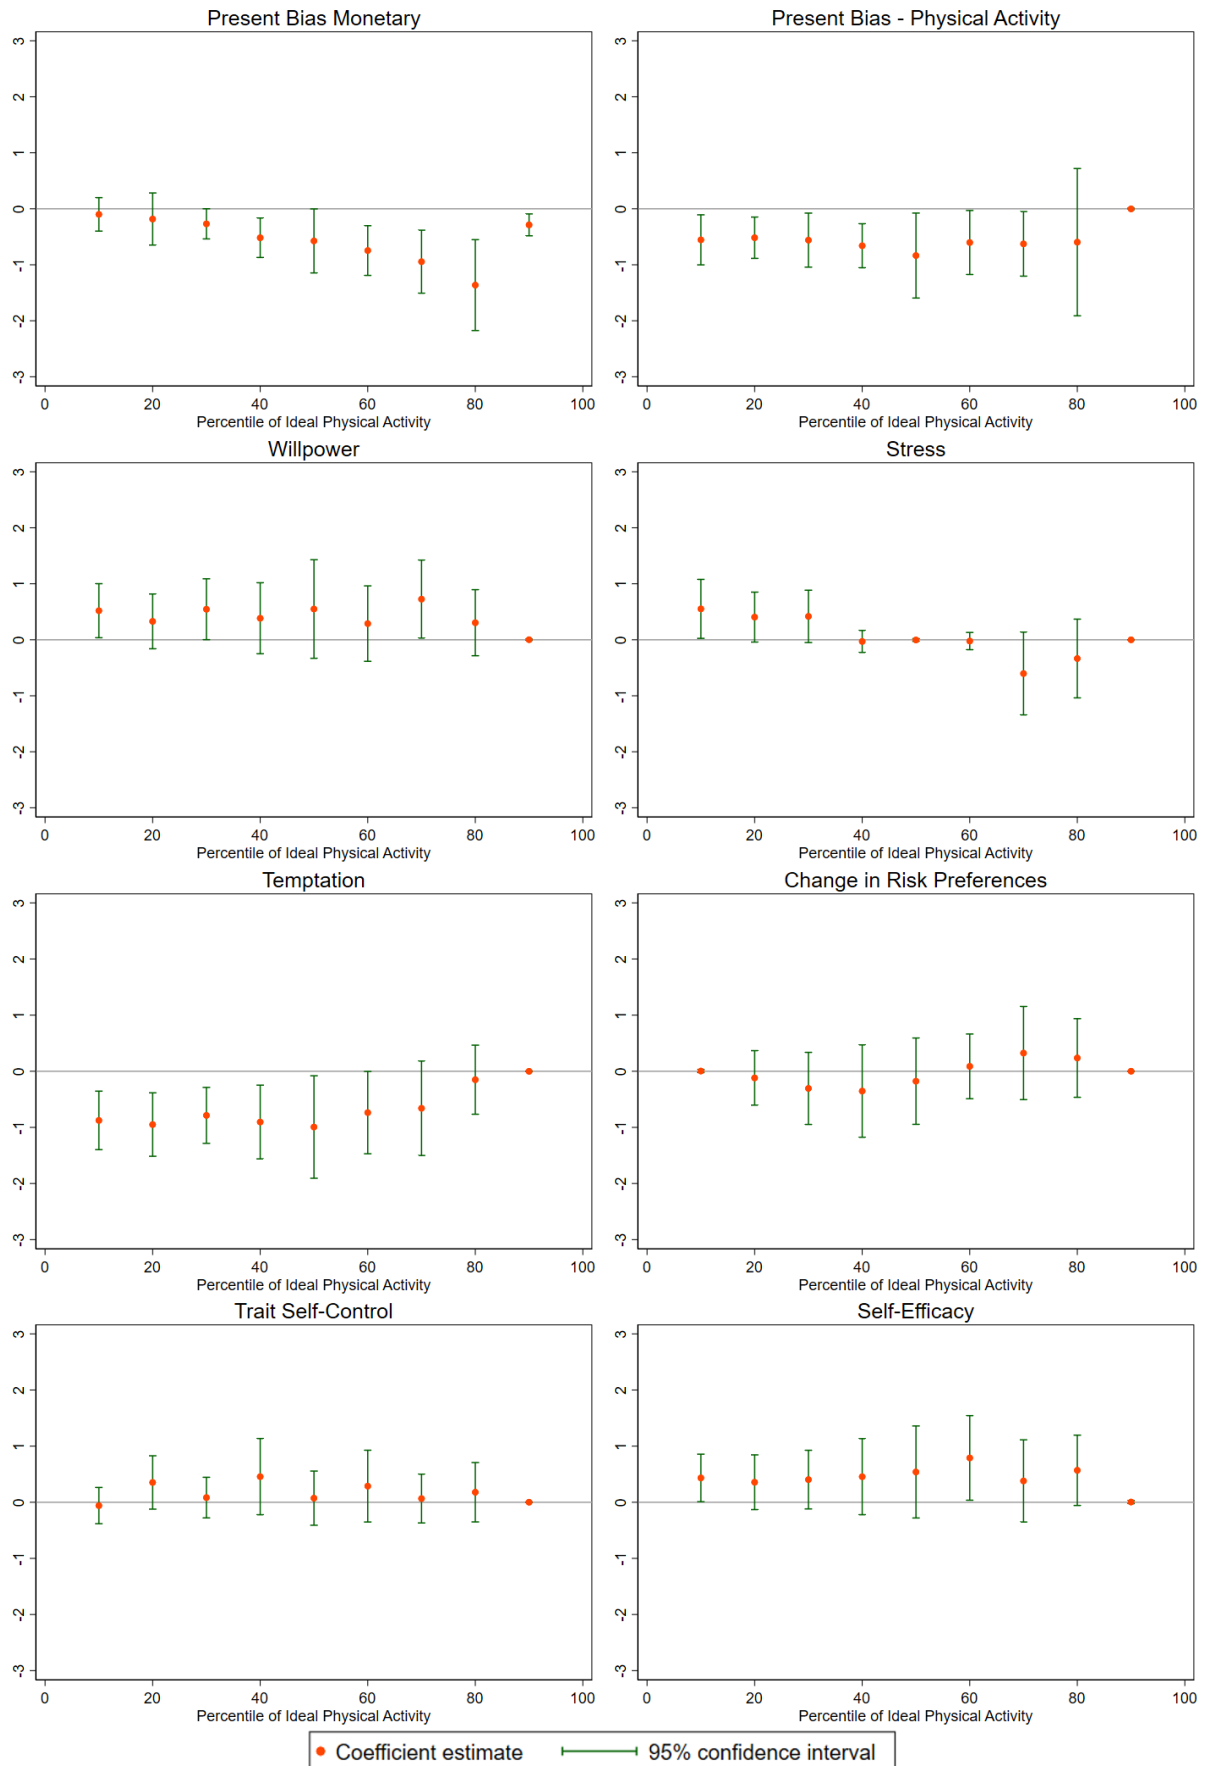 Present Bias Monetary
3
2
1
0
-1
-2
-3
0 20 40 60 80 100
Percentile of Ideal Physical Activity
Present Bias - Physical Activity
3
2
1
0
-1
-2
-3
0 20 40 60 80 100
Percentile of Ideal Physical Activity
Willpower
3
2
1
0
-1
-2
-3
0 20 40 60 80 100
Percentile of Ideal Physical Activity
Stress
3
2
1
0
-1
-2
-3
0 20 40 60 80 100
Percentile of Ideal Physical Activity
Temptation
3
2
1
0
-1
-2
-3
0 20 40 60 80 100
Percentile of Ideal Physical Activity
Change in Risk Preferences
3
2
1
0
-1
-2
-3
0 20 40 60 80 100
Percentile of Ideal Physical Activity
Trait Self-Control
3
2
1
0
-1
-2
-3
0 20 40 60 80 100
Percentile of Ideal Physical Activity
Self-Efficacy
3
2
1
0
-1
-2
-3
0 20 40 60 80 100
Percentile of Ideal Physical Activity
Coefficient estimate 95% confidence interval